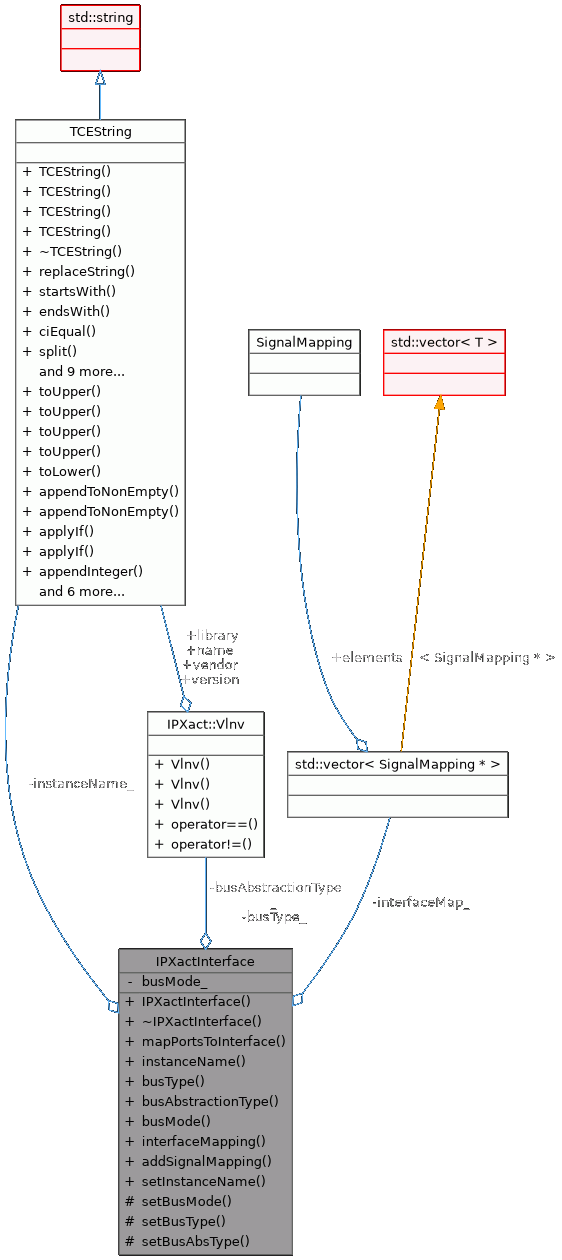 std::string
TCEString
+ TCEString()
+ TCEString()
+ TCEString()
+ TCEString()
+ ~TCEString()
+ replaceString()
+ startsWith()
+ endsWith()
+ ciEqual()
+ split()
and 9 more...
+ toUpper()
+ toUpper()
+ toUpper()
+ toUpper()
+ toLower()
+ appendToNonEmpty()
+ appendToNonEmpty()
+ applyIf()
+ applyIf()
+ appendInteger()
and 6 more...
SignalMapping
std::vector< T >
+library
+name
+vendor
+version
+elements
< SignalMapping * >
IPXact::Vlnv
+ Vlnv()
+ Vlnv()
+ Vlnv()
+ operator==()
+ operator!=()
std::vector< SignalMapping * >
-instanceName_
-busAbstractionType
_
-busType_
-interfaceMap_
IPXactInterface
- busMode_
+ IPXactInterface()
+ ~IPXactInterface()
+ mapPortsToInterface()
+ instanceName()
+ busType()
+ busAbstractionType()
+ busMode()
+ interfaceMapping()
+ addSignalMapping()
+ setInstanceName()
# setBusMode()
# setBusType()
# setBusAbsType()